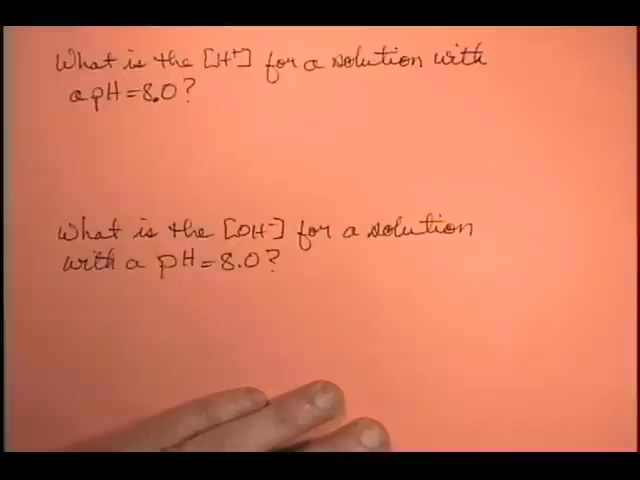 What is the [H⁺] for a solution with
a pH = 8.0?
What is the [OH⁻] for a solution
with a pH = 8.0?